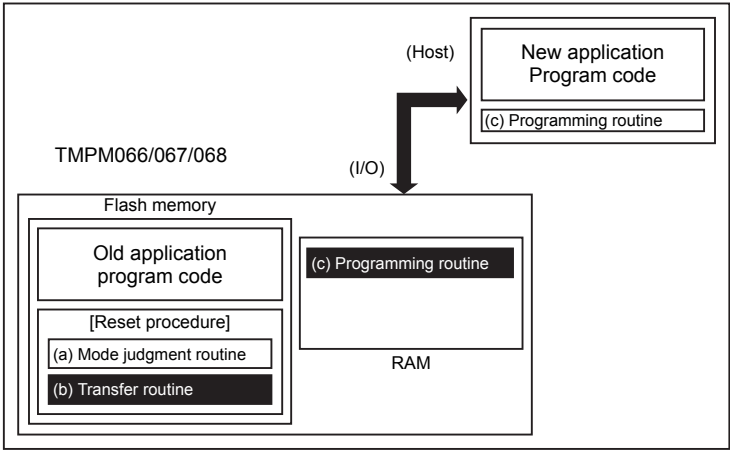 (Host)
New application
Program code
(c) Programming routine
TMPM066/067/068
(I/O)
Flash memory
Old application
program code
[Reset procedure]
(a) Mode judgment routine
(b) Transfer routine
(c) Programming routine
RAM